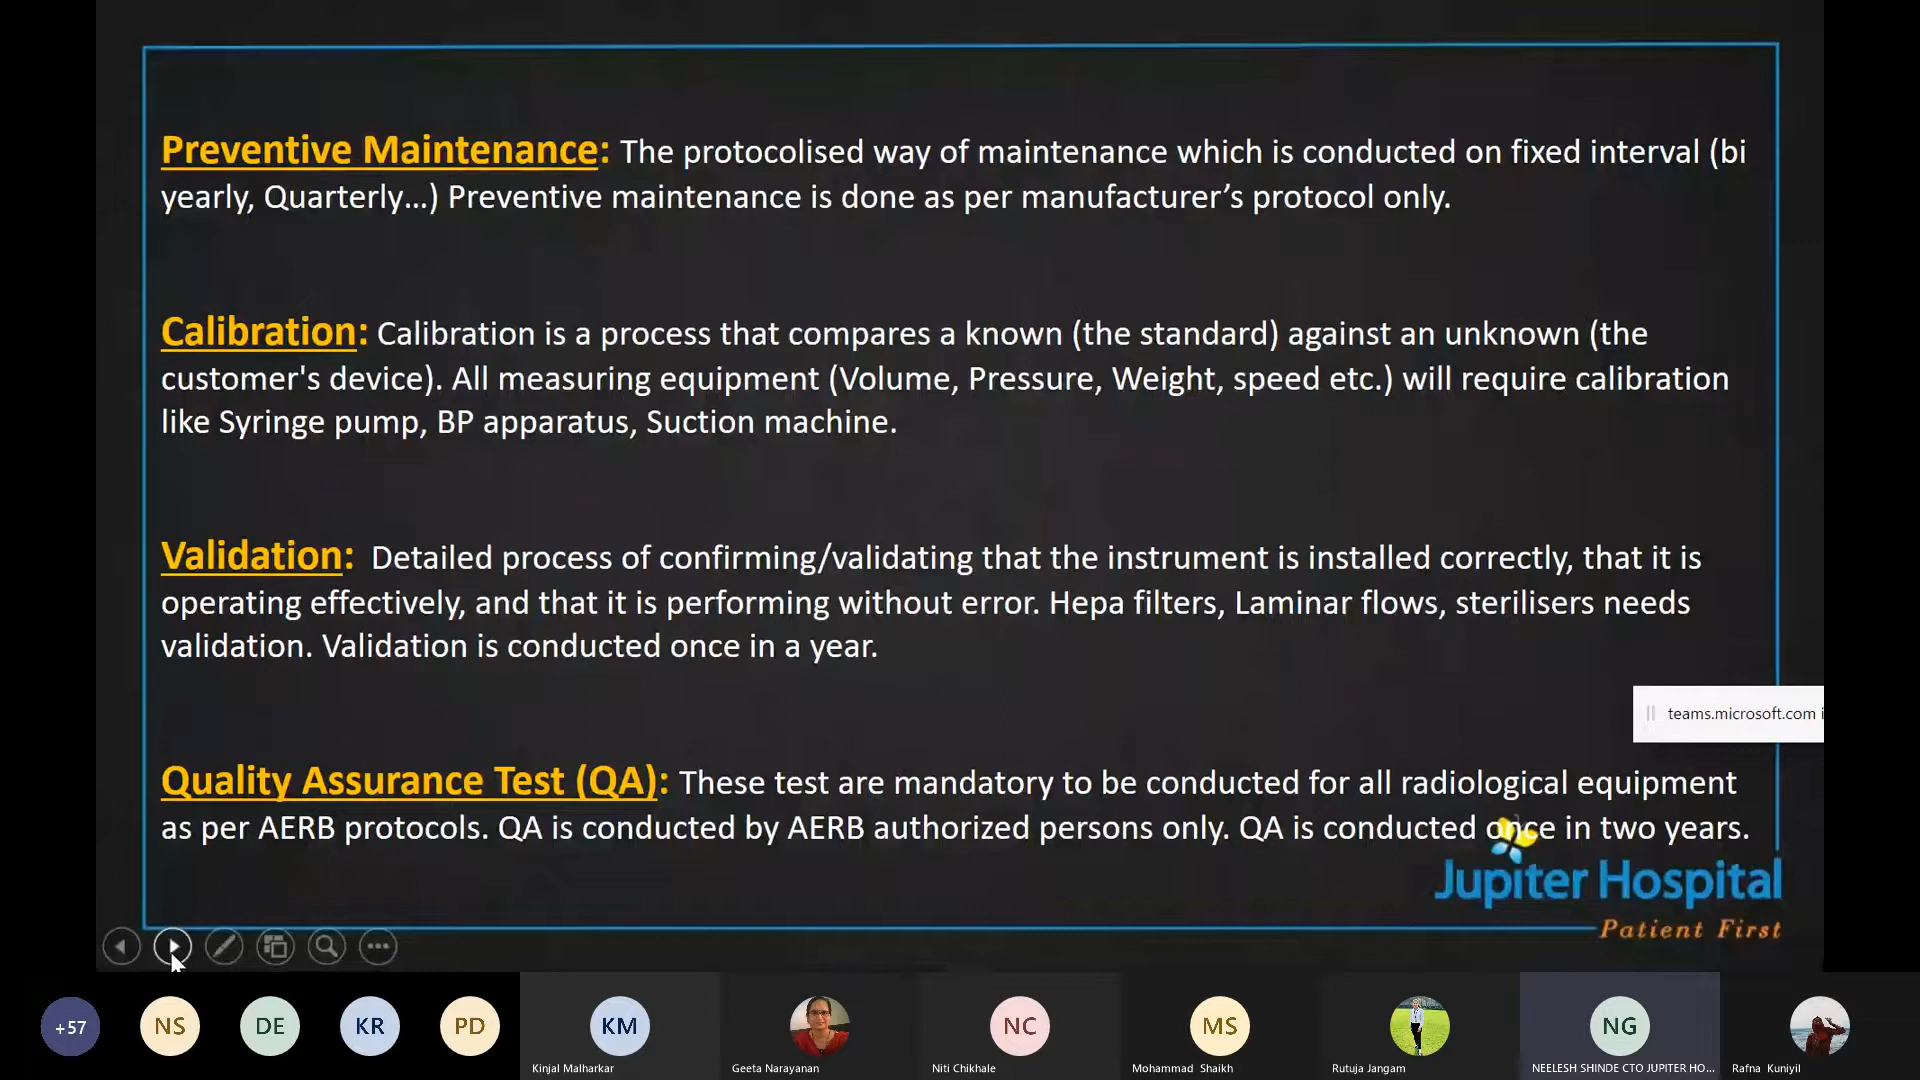 Preventive Maintenance: The protocolised way of maintenance which is conducted on fixed interval (bi
yearly, Quarterly...) Preventive maintenance is done as per manufacturer’s protocol only.
Calibration: Calibration is a process that compares a known (the standard) against an unknown (the
customer's device). All measuring equipment (Volume, Pressure, Weight, speed etc.) will require calibration
like Syringe pump, BP apparatus, Suction machine.
Validation: Detailed process of confirming/validating that the instrument is installed correctly, that it is
operating effectively, and that it is performing without error. Hepa filters, Laminar flows, sterilisers needs
validation. Validation is conducted once in a year.
teams.microsoft.com i
Quality Assurance Test (QA): These test are mandatory to be conducted for all radiological equipment
as per AERB protocols. QA is conducted by AERB authorized persons only. QA is conducted once in two years.
Jupiter Hospital
Patient First
+57 NS DE KR PD KM NC MS NG
Kinjal Malharkar Geeta Narayanan Niti Chikhale Mohammad Shaikh Rutuja Jangam NEELESH SHINDE CTO JUPITER HO... Rafna Kuniyil